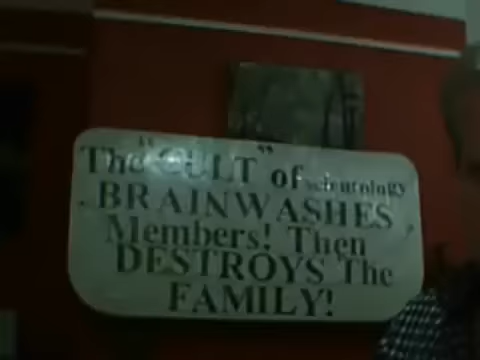 The "CULT" of scientology
BRAINWASHES
Members! Then
DESTROYS The
FAMILY!